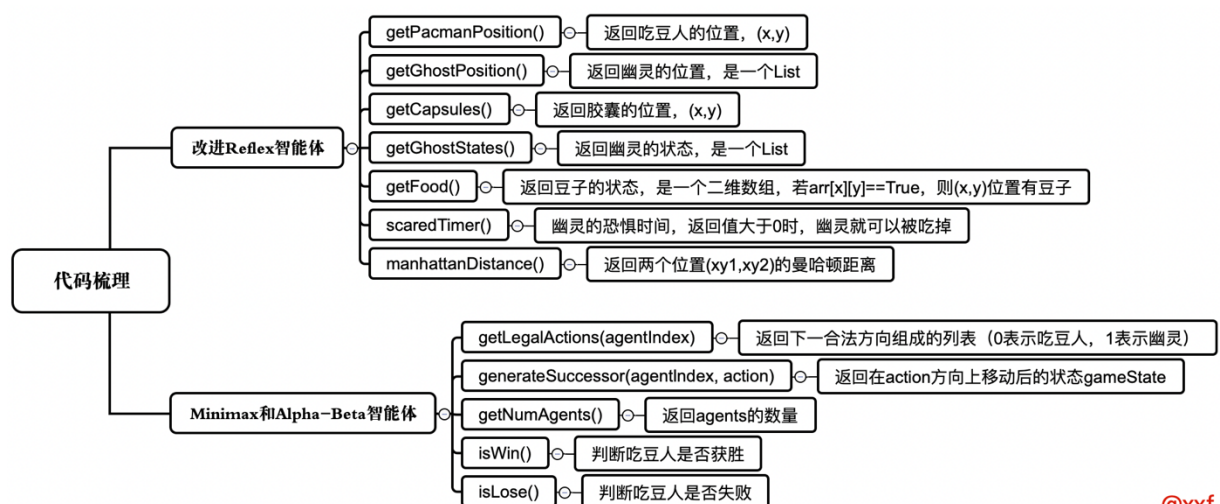 代码梳理
改进Reflex智能体
getPacmanPosition()
返回吃豆人的位置，(x,y)
getGhostPosition()
返回幽灵的位置，是一个List
getCapsules()
返回胶囊的位置，(x,y)
getGhostStates()
返回幽灵的状态，是一个List
getFood()
返回豆子的状态，是一个二维数组，若arr[x][y]==True，则(x,y)位置有豆子
scaredTimer()
幽灵的恐惧时间，返回值大于0时，幽灵就可以被吃掉
manhattanDistance()
返回两个位置(xy1,xy2)的曼哈顿距离
Minimax和Alpha-Beta智能体
getLegalActions(agentIndex)
返回下一合法方向组成的列表（0表示吃豆人，1表示幽灵）
generateSuccessor(agentIndex, action)
返回在action方向上移动后的状态gameState
getNumAgents()
返回agents的数量
isWin()
判断吃豆人是否获胜
isLose()
判断吃豆人是否失败